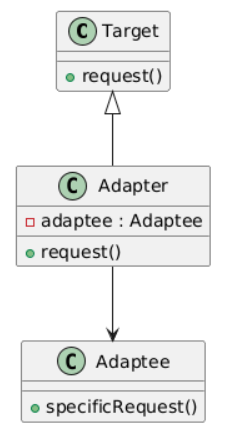 C Target
request()
C Adapter
adaptee : Adaptee
request()
C Adaptee
specificRequest()